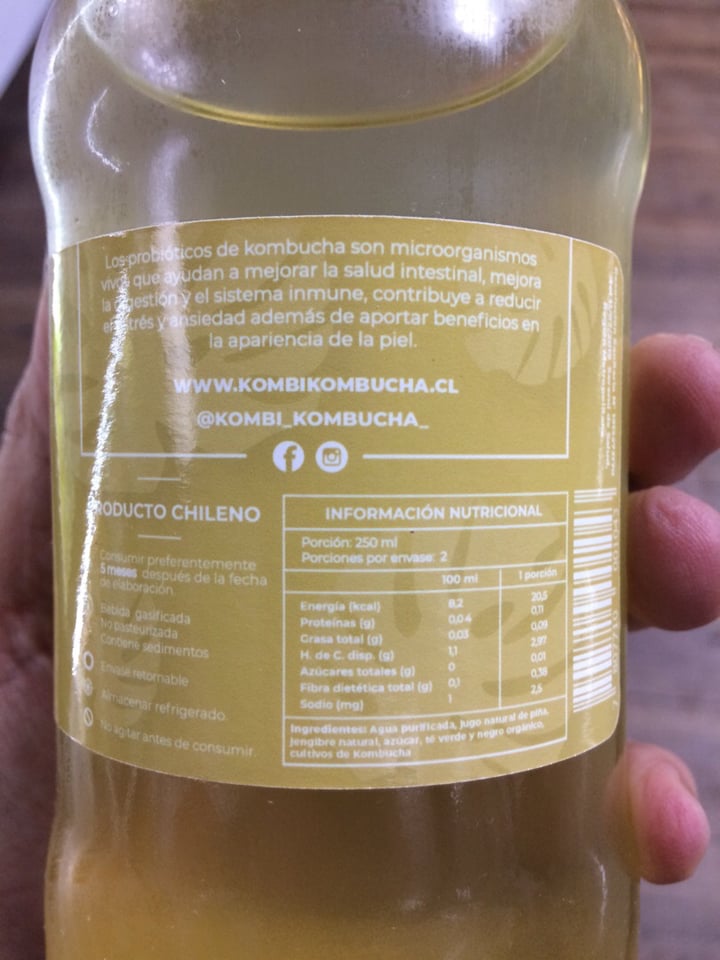 Los probióticos de kombucha son microorganismos
vivos que ayudan a mejorar la salud intestinal, mejora
la digestión y el sistema inmune, contribuye a reducir
estrés y ansiedad además de aportar beneficios en
la apariencia de la piel.
WWW.KOMBIKOMBUCHA.CL
@KOMBI_KOMBUCHA_
PRODUCTO CHILENO
Consumir preferentemente
5 meses después de la fecha
de elaboración
Bebida gasificada
No pasteurizada
Contiene sedimentos
Envase retornable
Almacenar refrigerado.
No agitar antes de consumir.
INFORMACIÓN NUTRICIONAL
Porción: 250 ml
Porciones por envase: 2
100 ml 1 porción
Energía (kcal) 8,2 20,5
Proteínas (g) 0,04 0,11
Grasa total (g) 0,03 0,09
H. de C. disp. (g) 1,1 2,97
Azúcares totales (g) 0 0,01
Fibra dietética total (g) 0,1 0,38
Sodio (mg) 1 2,5
Ingredientes: Agua purificada, jugo natural de piña,
jengibre natural, azúcar, té verde y negro orgánico,
cultivos de Kombucha